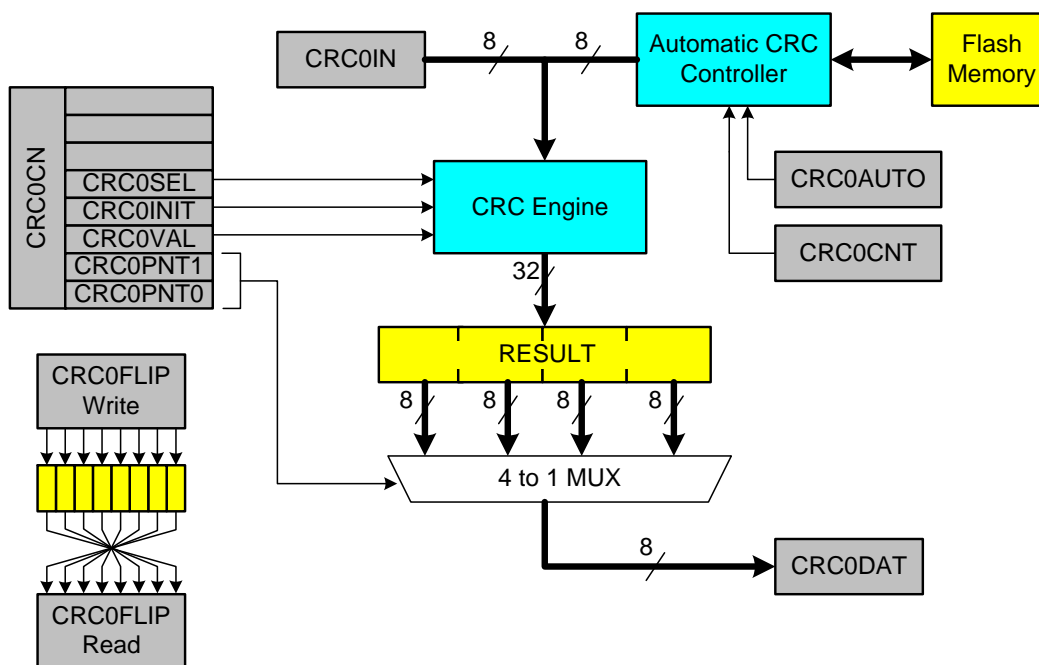 CRC0IN
8
8
Automatic CRC
Controller
Flash
Memory
CRC0CN
CRC0SEL
CRC0INIT
CRC0VAL
CRC0PNT1
CRC0PNT0
CRC Engine
CRC0AUTO
CRC0CNT
32
RESULT
8
8
8
8
4 to 1 MUX
8
CRC0DAT
CRC0FLIP
Write
CRC0FLIP
Read